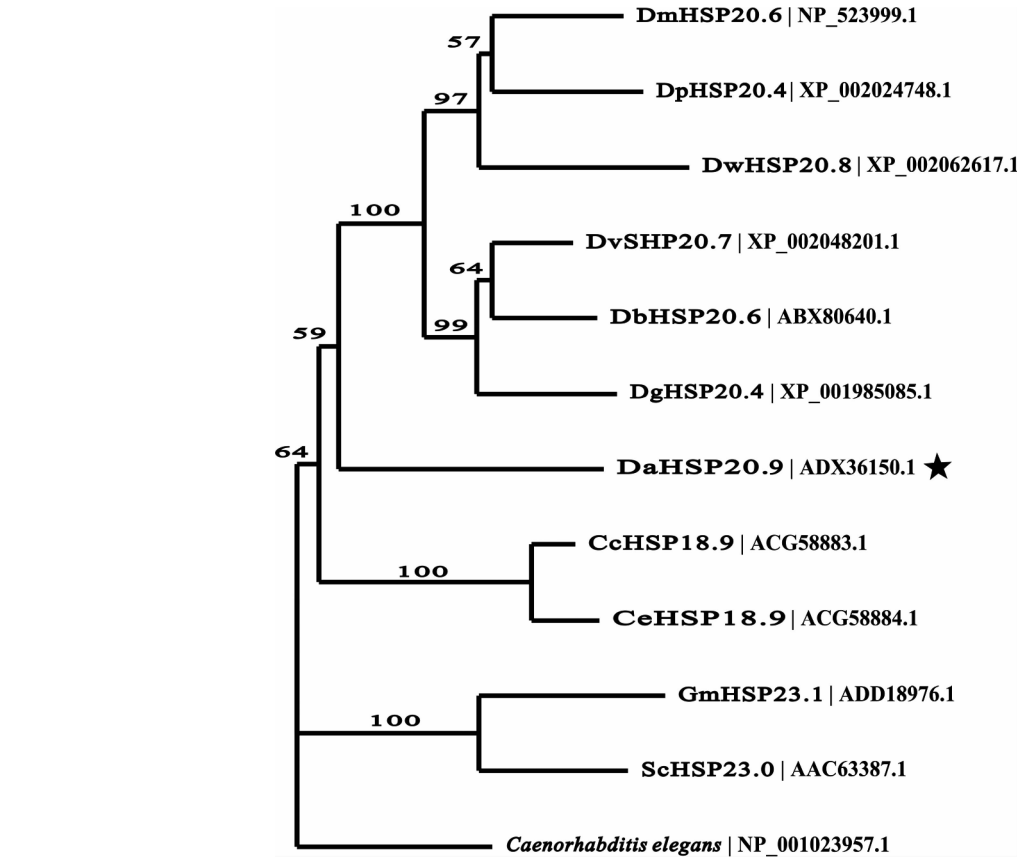 DmHSP20.6 | NP_523999.1
57
DpHSP20.4 | XP_002024748.1
97
DwHSP20.8 | XP_002062617.1
100
DvSHP20.7 | XP_002048201.1
64
DbHSP20.6 | ABX80640.1
99
59
DgHSP20.4 | XP_001985085.1
64
DaHSP20.9 | ADX36150.1 ★
CcHSP18.9 | ACG58883.1
100
CeHSP18.9 | ACG58884.1
GmHSP23.1 | ADD18976.1
100
ScHSP23.0 | AAC63387.1
Caenorhabditis elegans | NP_001023957.1